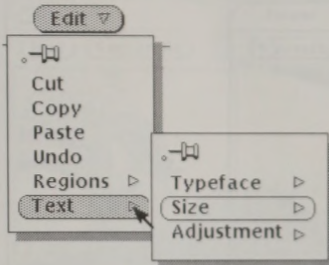 Edit
Cut
Copy
Paste
Undo
Regions
Text
Typeface
Size
Adjustment